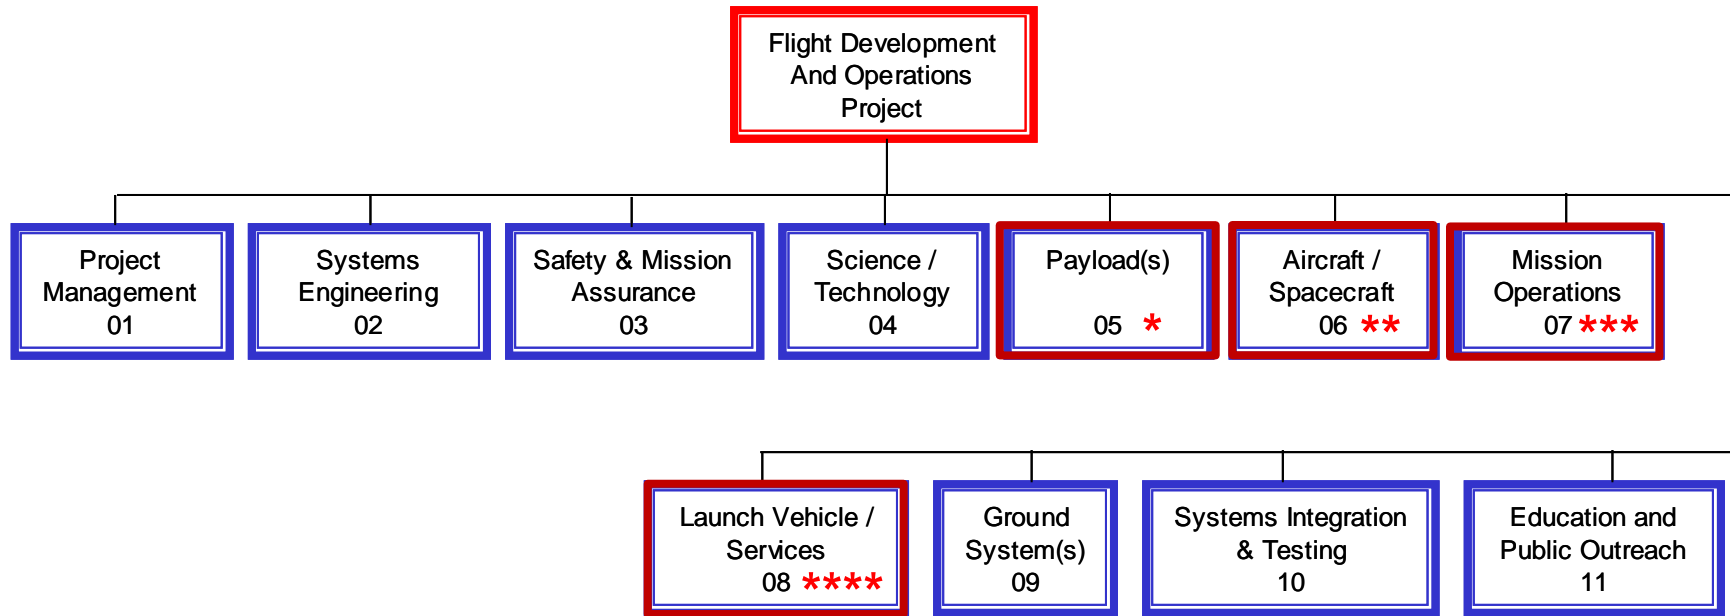 Flight Development
And Operations
Project
Project
Management
01
Systems
Engineering
02
Safety & Mission
Assurance
03
Science /
Technology
04
Payload(s)
05 *
Aircraft /
Spacecraft
06 **
Mission
Operations
07 ***
Launch Vehicle /
Services
08 ****
Ground
System(s)
09
Systems Integration
& Testing
10
Education and
Public Outreach
11